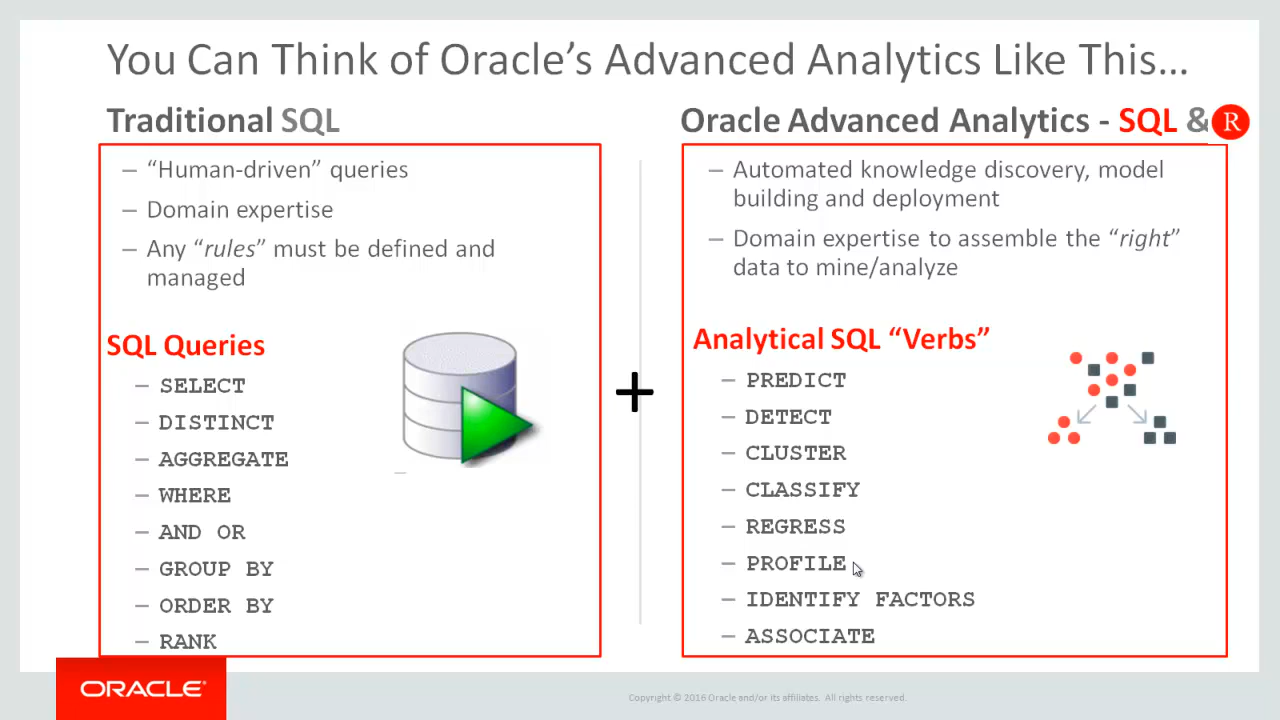 You Can Think of Oracle's Advanced Analytics Like This…
Traditional SQL
– “Human-driven” queries
– Domain expertise
– Any “rules” must be defined and
managed
SQL Queries
– SELECT
– DISTINCT
– AGGREGATE
– WHERE
– AND OR
– GROUP BY
– ORDER BY
– RANK
+
Oracle Advanced Analytics - SQL & R
– Automated knowledge discovery, model
building and deployment
– Domain expertise to assemble the “right”
data to mine/analyze
Analytical SQL “Verbs”
– PREDICT
– DETECT
– CLUSTER
– CLASSIFY
– REGRESS
– PROFILE
– IDENTIFY FACTORS
– ASSOCIATE
ORACLE®
Copyright © 2016 Oracle and/or its affiliates. All rights reserved.